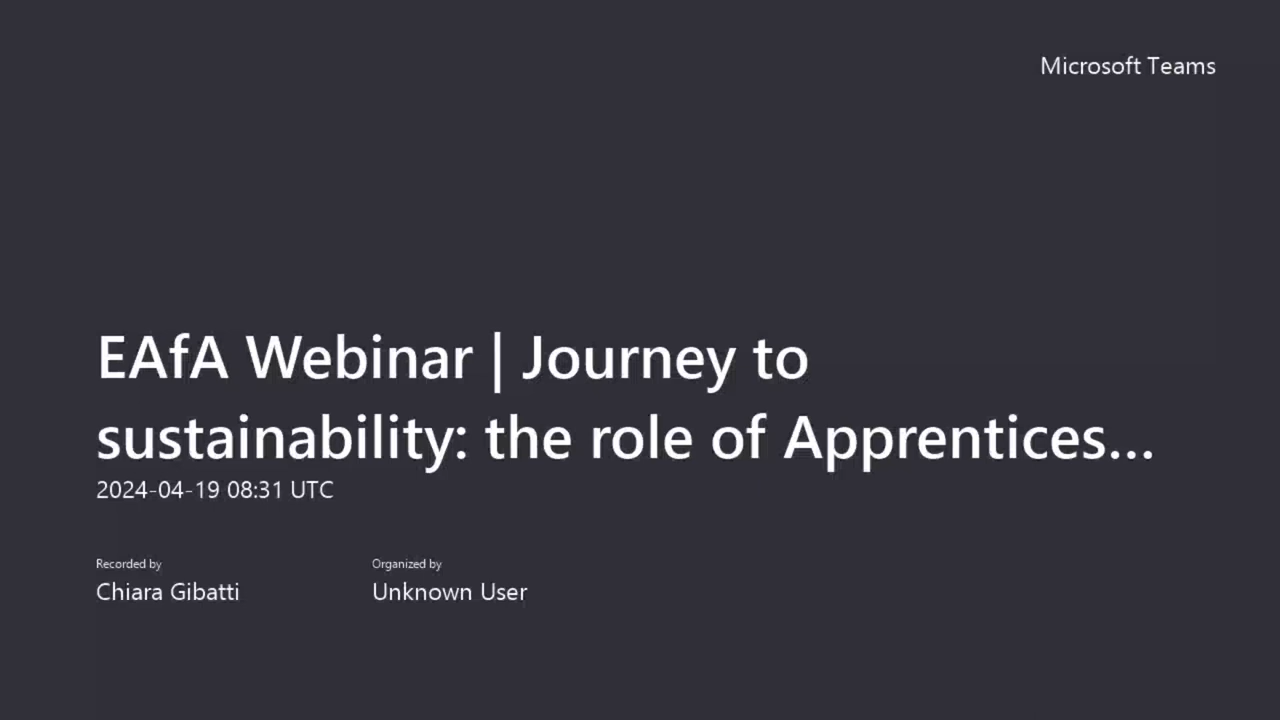 Microsoft Teams
EAfA Webinar | Journey to
sustainability: the role of Apprentices...
2024-04-19 08:31 UTC
Recorded by
Chiara Gibatti
Organized by
Unknown User